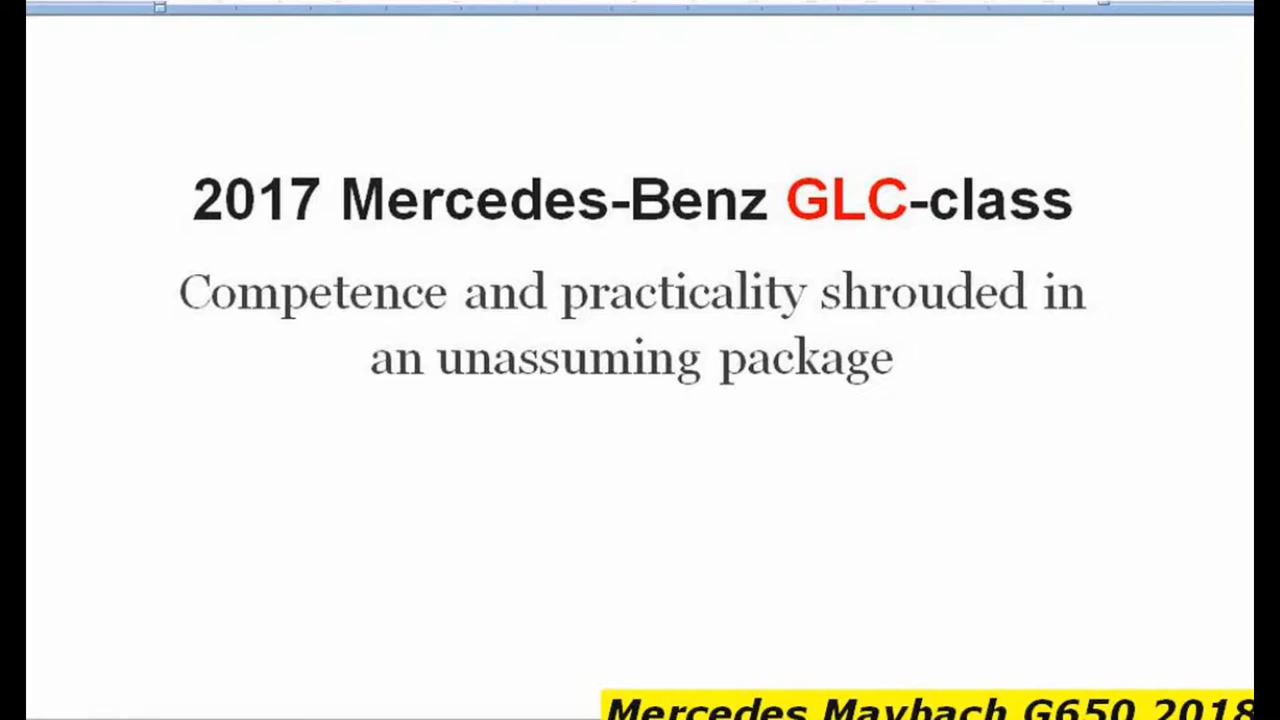 2017 Mercedes-Benz GLC-class
Competence and practicality shrouded in
an unassuming package
Mercedes Maybach G650 2018